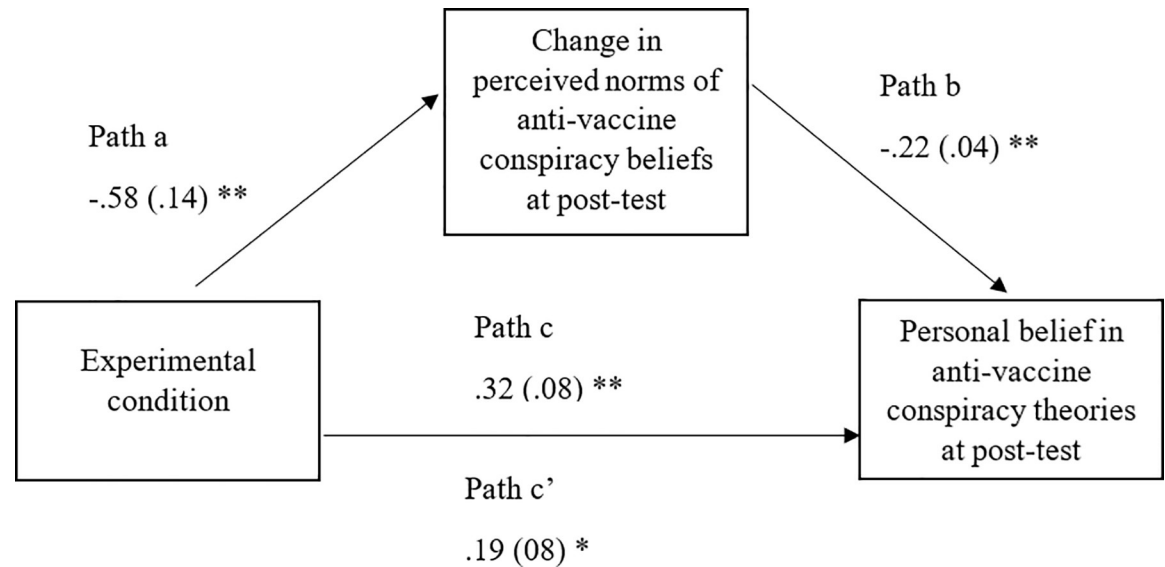 Change in
perceived norms of
anti-vaccine
conspiracy beliefs
at post-test
Path a
-.58 (.14) **
Path b
-.22 (.04) **
Experimental
condition
Path c
.32 (.08) **
Path c’
.19 (08) *
Personal belief in
anti-vaccine
conspiracy theories
at post-test